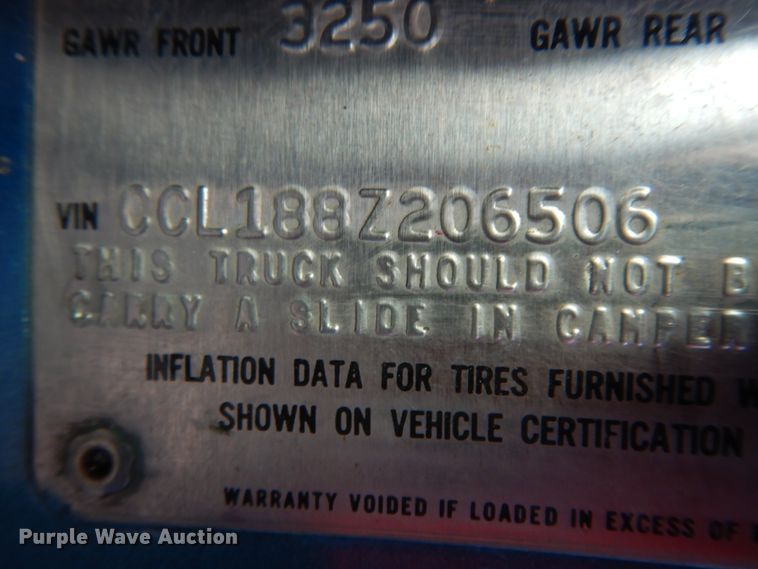 GAWR FRONT 3250 GAWR REAR
VIN CCL188Z206506
THIS TRUCK SHOULD NOT B
CARRY A SLIDE IN CAMPER
INFLATION DATA FOR TIRES FURNISHED W
SHOWN ON VEHICLE CERTIFICATION
WARRANTY VOIDED IF LOADED IN EXCESS OF
Purple Wave Auction